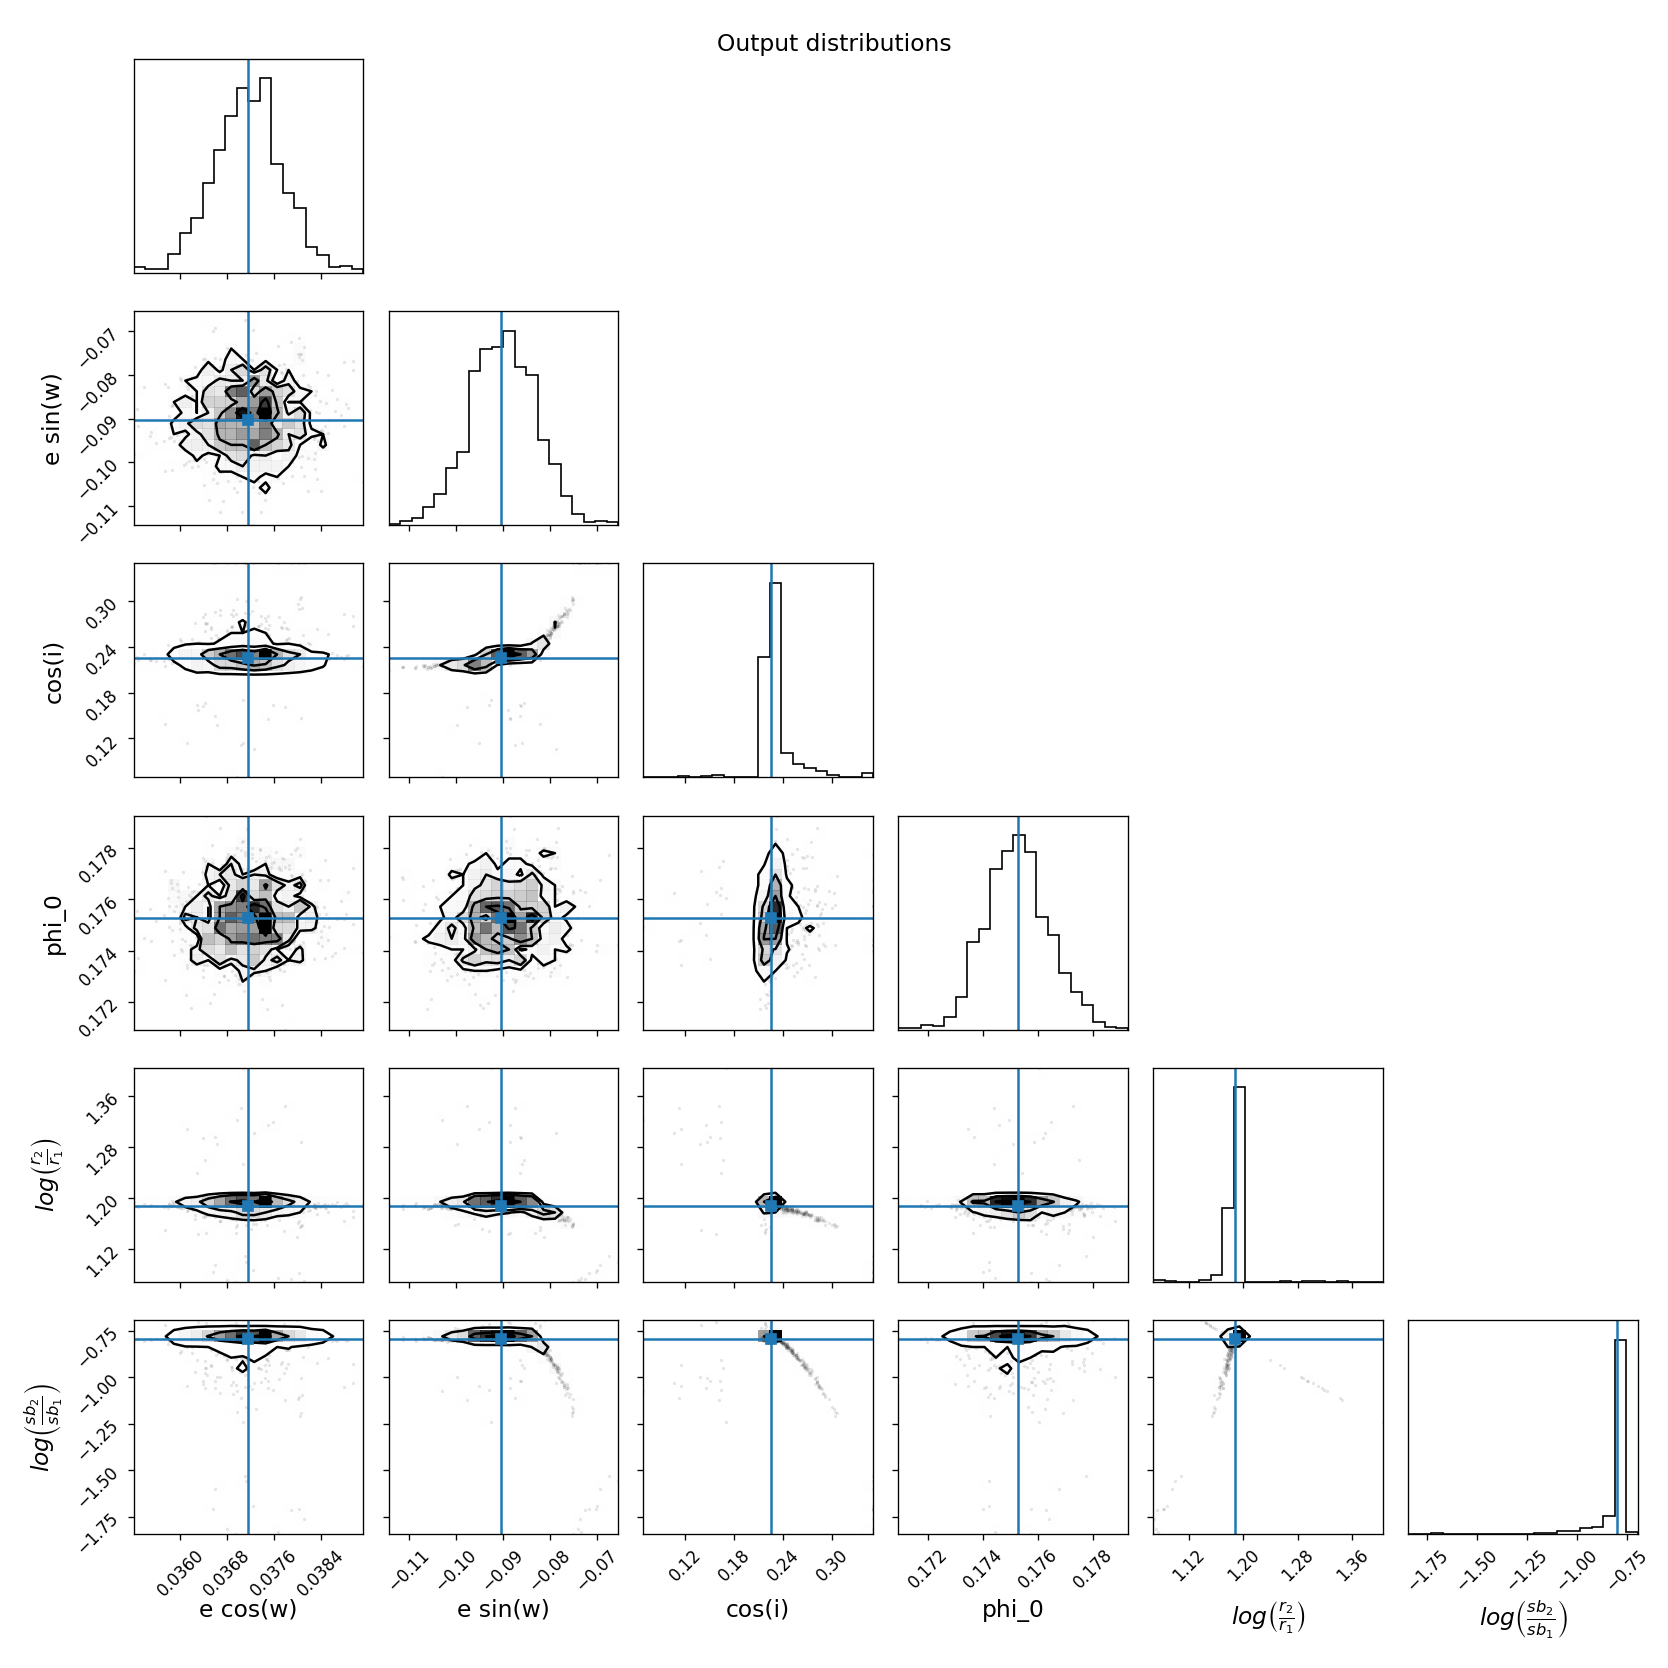 Output distributions
−0.07
−0.08
−0.09
−0.10
−0.11
e sin(w)
0.30
0.24
0.18
0.12
cos(i)
0.178
0.176
0.174
0.172
phi_0
1.36
1.28
1.20
1.12
log(r₂/r₁)
−0.75
−1.00
−1.25
−1.50
−1.75
log(sb₂/sb₁)
0.0360 0.0368 0.0376 0.0384 −0.11 −0.10 −0.09 −0.08 −0.07 0.12 0.18 0.24 0.30 0.172 0.174 0.176 0.178 1.12 1.20 1.28 1.36 −1.75 −1.50 −1.25 −1.00 −0.75
e cos(w) e sin(w) cos(i) phi_0 log(r₂/r₁) log(sb₂/sb₁)